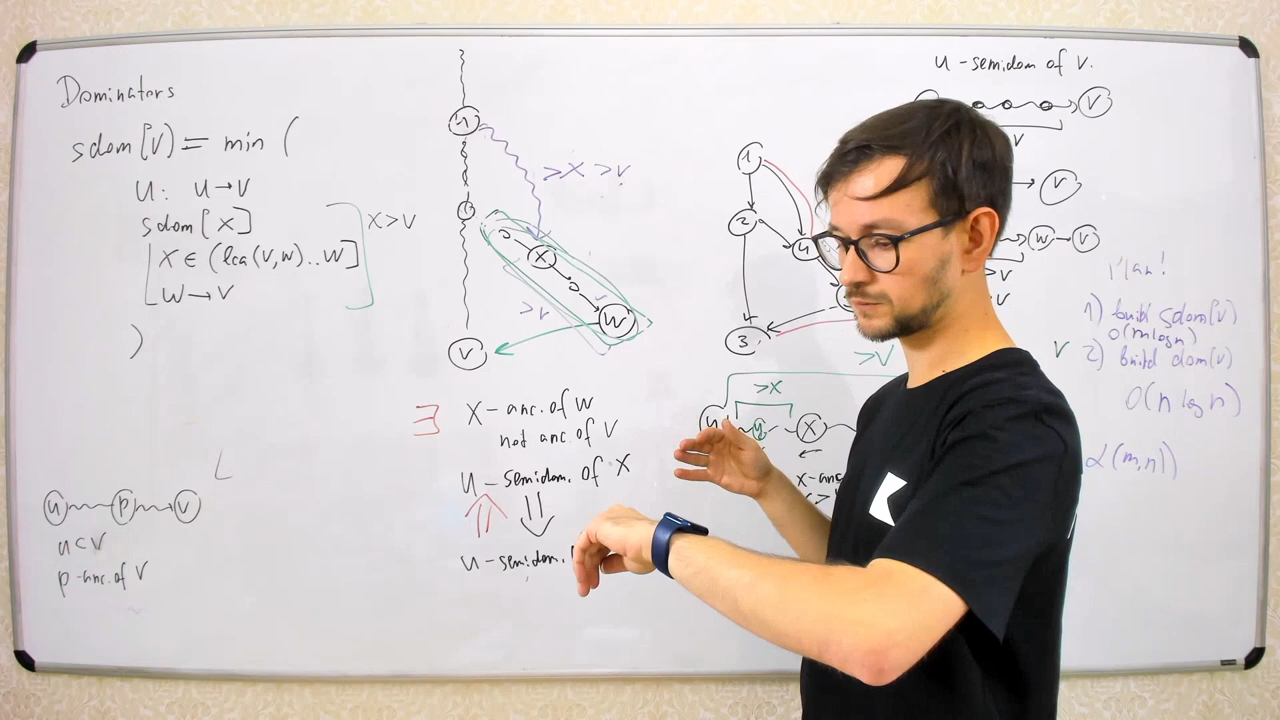 Dominators
sdom[v] = min (
u: u → v
sdom[x]
x ∈ (lca(v,w)..w]
w → v
x > v
)
u p v
u < v
p - anc. of v
u
> x > v
x
> v
w
v
∃ x - anc. of w
not anc. of v
u - semidom. of x
u - semidom.
1
2
4
3
> v
> x
u y x
x - anc
u - semidom of v.
v
v
v
w v
v
v
Plan!
1) build sdom(v)
O(m log n)
2) build dom(v)
O(n log n)
α(m,n))